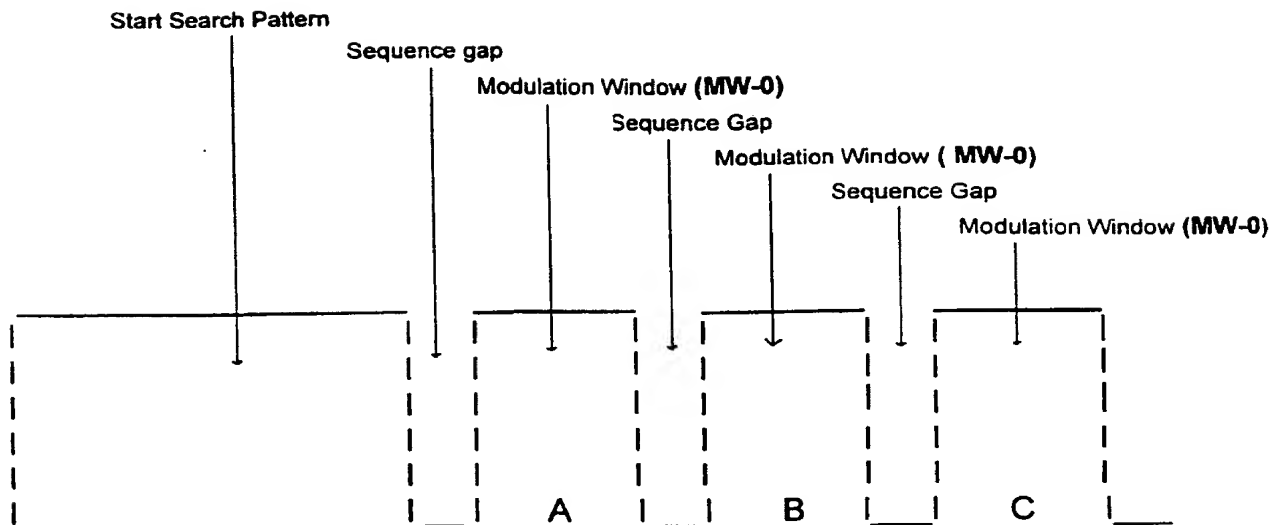 Start Search Pattern
Sequence gap
Modulation Window (MW-0)
Sequence Gap
Modulation Window ( MW-0)
Sequence Gap
Modulation Window (MW-0)
A
B
C